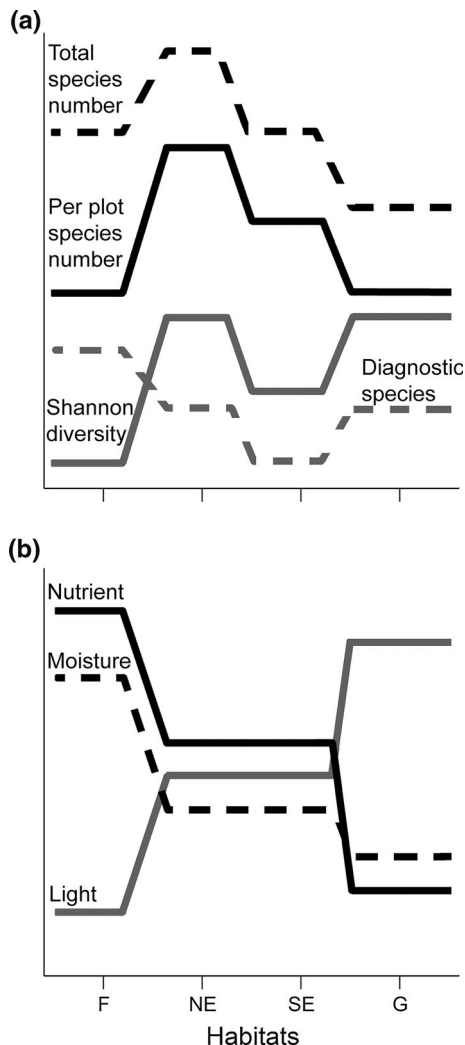 (a)
Total
species
number
Per plot
species
number
Diagnostic
species
Shannon
diversity
(b)
Nutrient
Moisture
Light
F NE SE G
Habitats